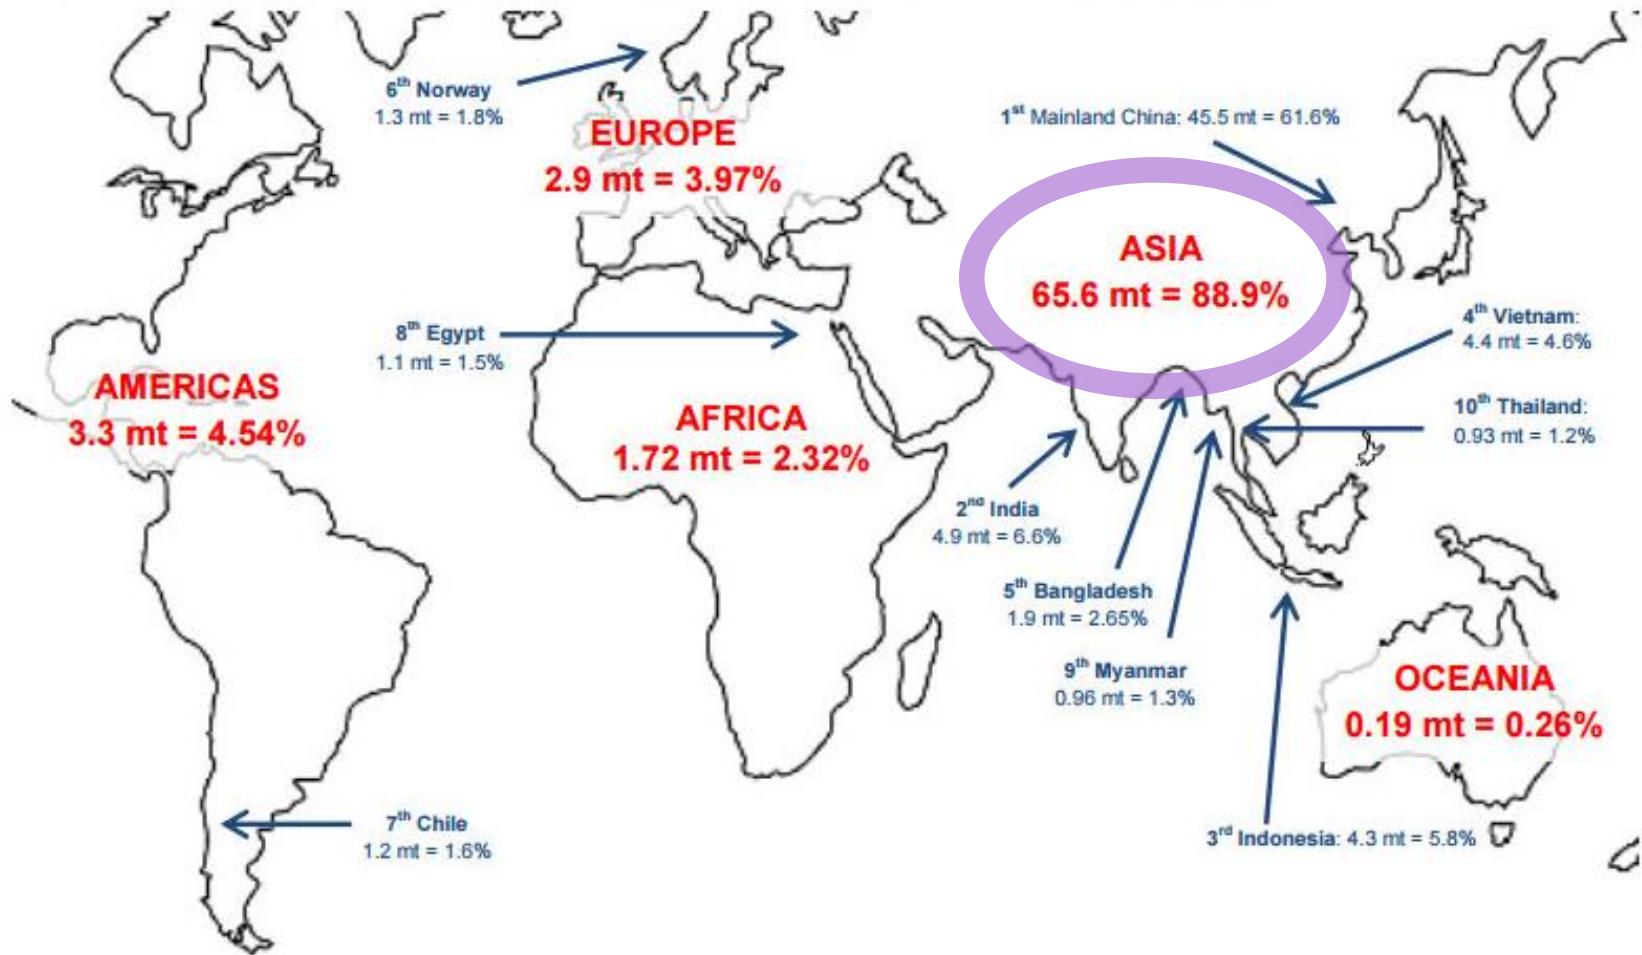 6th Norway
1.3 mt = 1.8%
EUROPE
2.9 mt = 3.97%
1st Mainland China: 45.5 mt = 61.6%
ASIA
65.6 mt = 88.9%
8th Egypt
1.1 mt = 1.5%
4th Vietnam:
4.4 mt = 4.6%
AMERICAS
3.3 mt = 4.54%
AFRICA
1.72 mt = 2.32%
10th Thailand:
0.93 mt = 1.2%
2nd India
4.9 mt = 6.6%
5th Bangladesh
1.9 mt = 2.65%
9th Myanmar
0.96 mt = 1.3%
OCEANIA
0.19 mt = 0.26%
7th Chile
1.2 mt = 1.6%
3rd Indonesia: 4.3 mt = 5.8%